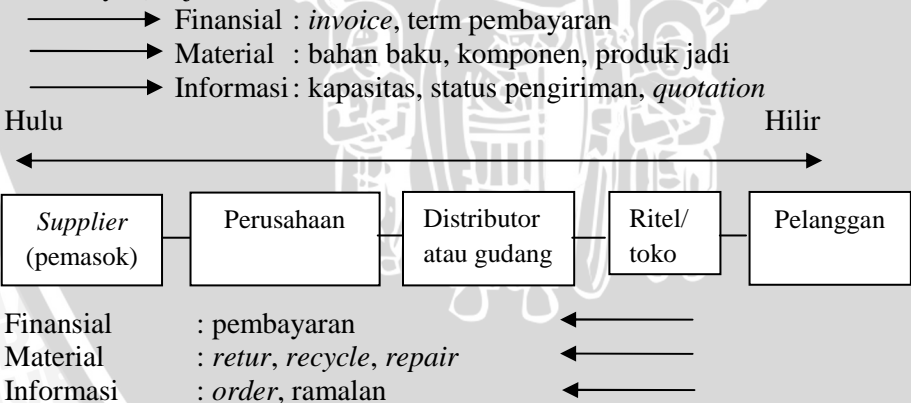 Finansial : invoice, term pembayaran
Material : bahan baku, komponen, produk jadi
Informasi : kapasitas, status pengiriman, quotation
Hulu Hilir
Supplier (pemasok)
Perusahaan
Distributor atau gudang
Ritel/ toko
Pelanggan
Finansial : pembayaran
Material : retur, recycle, repair
Informasi : order, ramalan